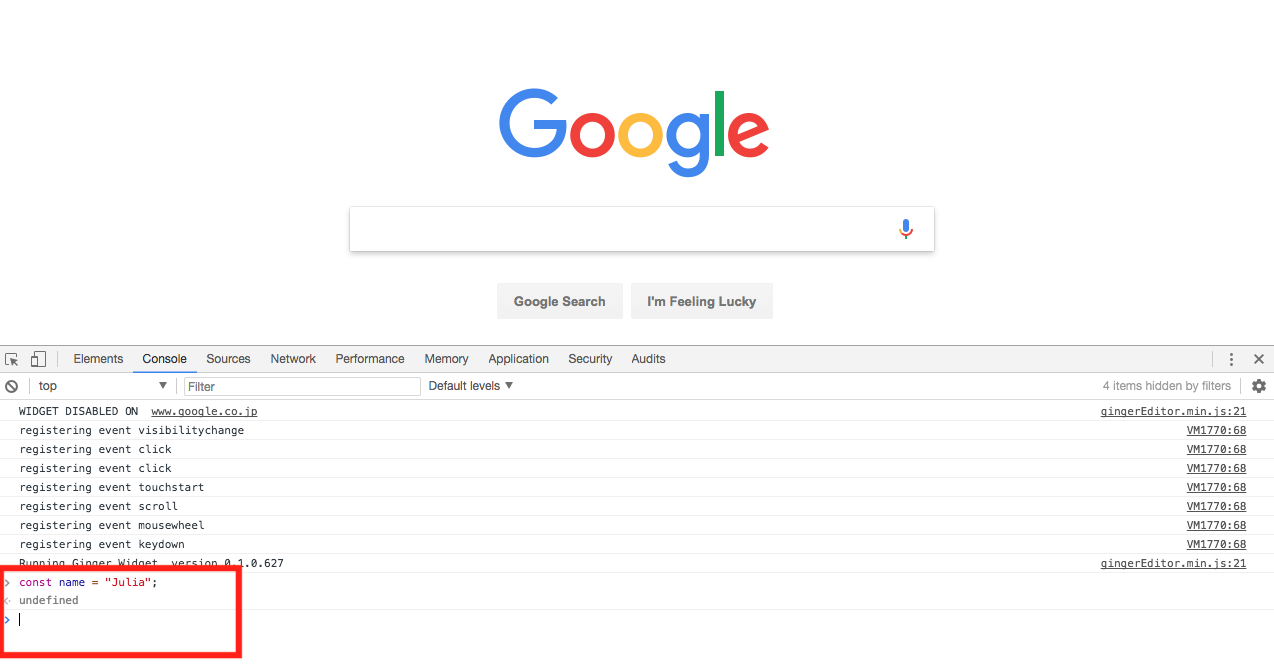 Google
Google Search I'm Feeling Lucky
Elements Console Sources Network Performance Memory Application Security Audits
top Filter Default levels 4 items hidden by filters
WIDGET DISABLED ON www.google.co.jp gingerEditor.min.js:21
registering event visibilitychange VM1770:68
registering event click VM1770:68
registering event click VM1770:68
registering event touchstart VM1770:68
registering event scroll VM1770:68
registering event mousewheel VM1770:68
registering event keydown VM1770:68
Running Ginger Widget, version 0.1.0.627 gingerEditor.min.js:21
const name = "Julia";
undefined